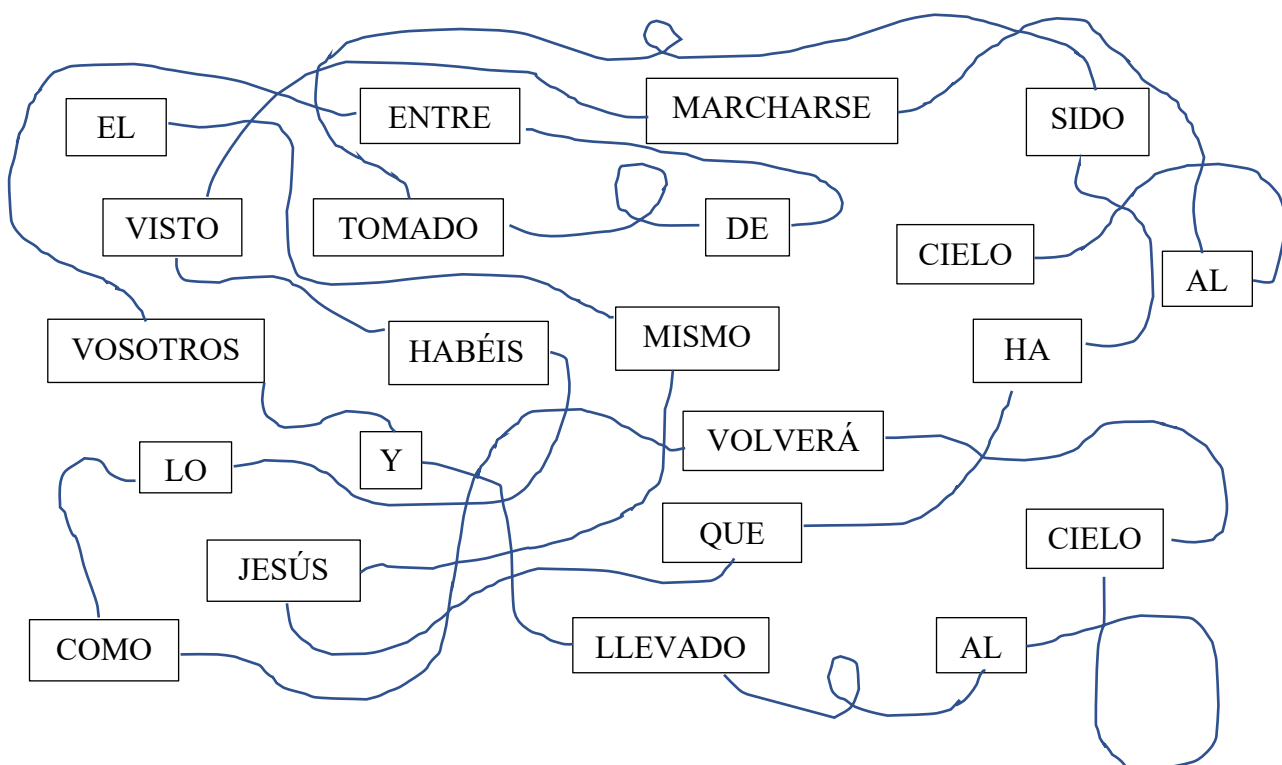 EL
ENTRE
MARCHARSE
SIDO
VISTO
TOMADO
DE
CIELO
AL
VOSOTROS
HABÉIS
MISMO
HA
LO
Y
VOLVERÁ
JESÚS
QUE
CIELO
COMO
LLEVADO
AL